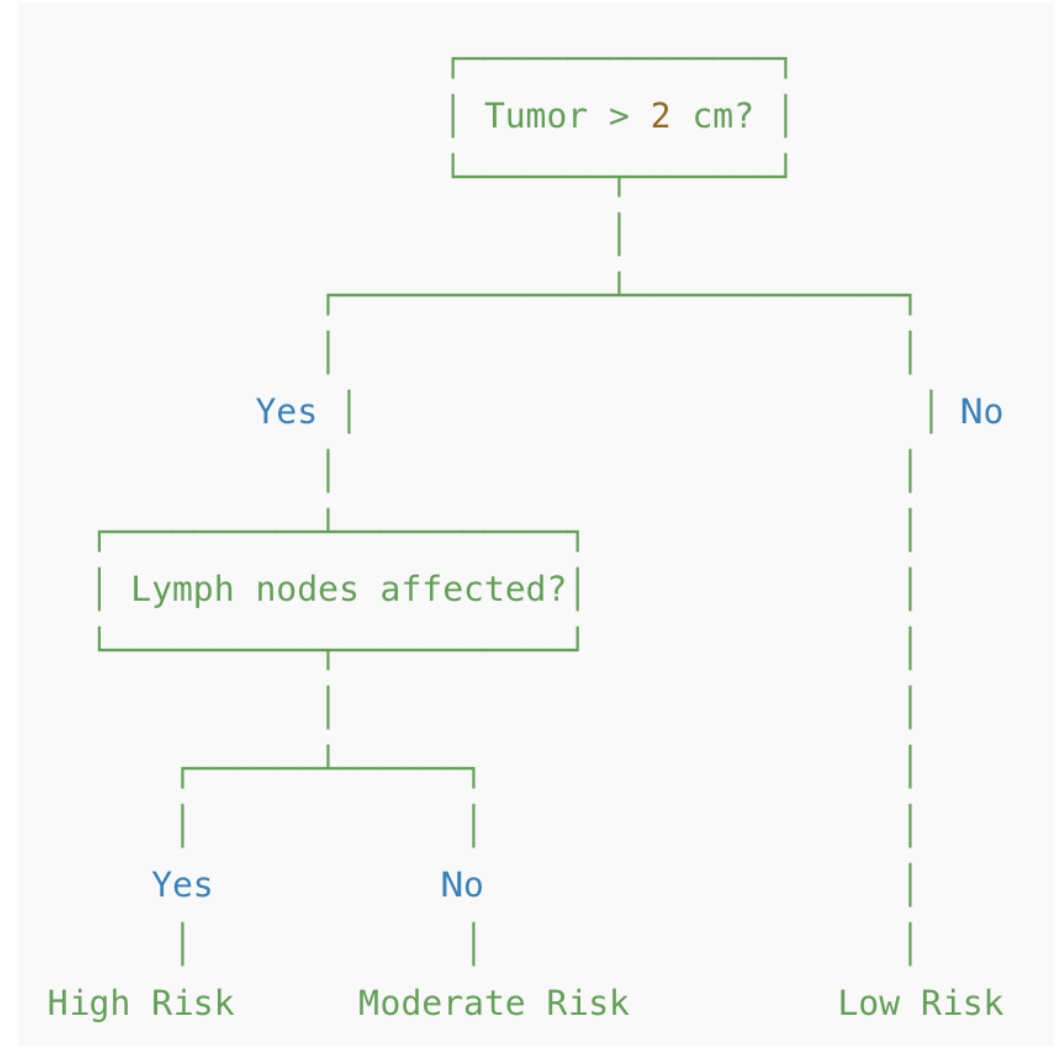 Tumor > 2 cm?
Yes No
Lymph nodes affected?
Yes No
High Risk Moderate Risk Low Risk